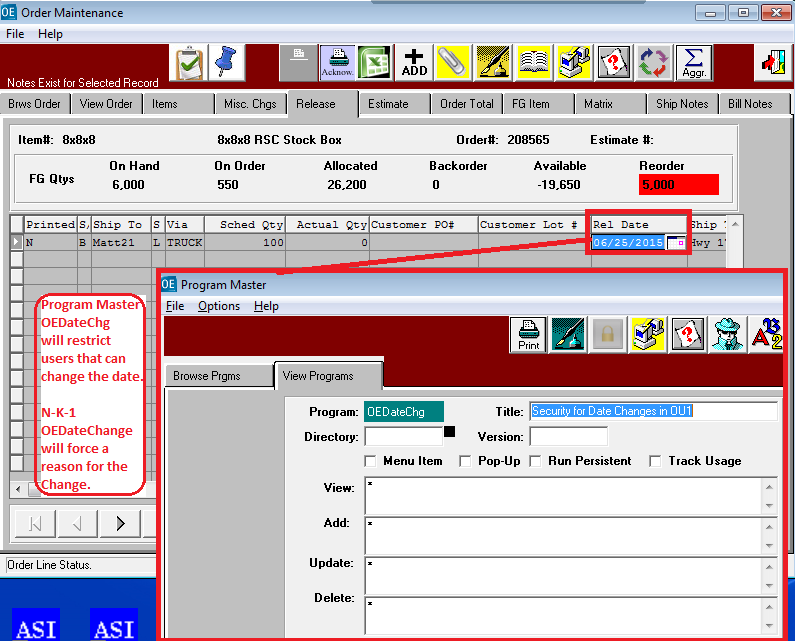 OE Order Maintenance
File Help
Notes Exist for Selected Record
Acknow.
ADD
Σ
Aggr.
Brws Order View Order Items Misc. Chgs Release Estimate Order Total FG Item Matrix Ship Notes Bill Notes
Item#: 8x8x8 8x8x8 RSC Stock Box Order#: 208565 Estimate #:
On Hand On Order Allocated Backorder Available Reorder
FG Qtys 6,000 550 26,200 0 -19,650 5,000
Printed S, Ship To S Via Sched Qty Actual Qty Customer PO# Customer Lot # Rel Date Ship
N B Matt21 L TRUCK 100 0 06/25/2015 Hwy 17
OE Program Master
File Options Help
Print
Browse Prgms View Programs
Program: OEDateChg Title: Security for Date Changes in OU1
Directory: Version:
Menu Item Pop-Up Run Persistent Track Usage
View: *
Add: *
Update: *
Delete: *
Program Master
OEDateChg
will restrict
users that can
change the date.
N-K-1
OEDateChange
will force a
reason for the
Change.
Order Line Status.
ASI ASI